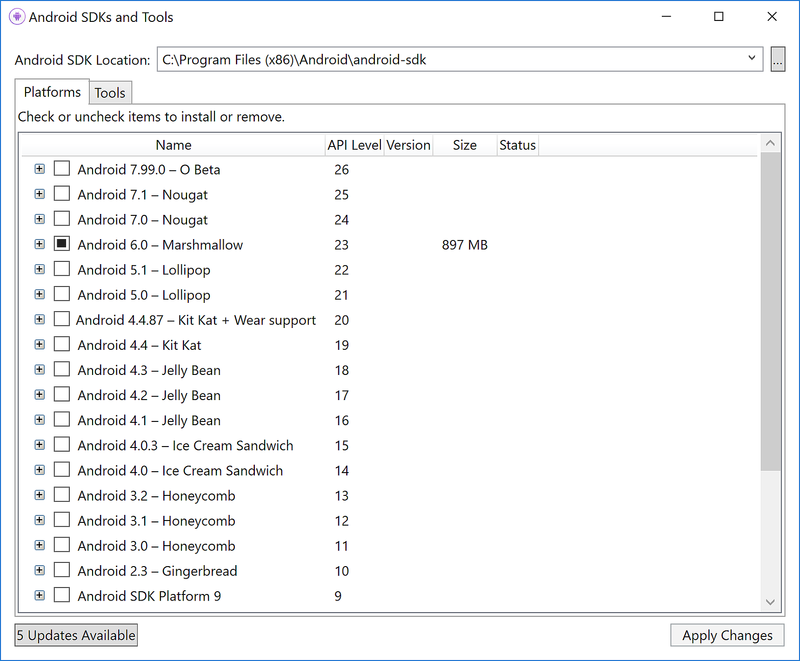 Android SDKs and Tools
Android SDK Location: C:\Program Files (x86)\Android\android-sdk ...
Platforms Tools
Check or uncheck items to install or remove.
Name API Level Version Size Status
Android 7.99.0 – O Beta 26
Android 7.1 – Nougat 25
Android 7.0 – Nougat 24
Android 6.0 – Marshmallow 23 897 MB
Android 5.1 – Lollipop 22
Android 5.0 – Lollipop 21
Android 4.4.87 – Kit Kat + Wear support 20
Android 4.4 – Kit Kat 19
Android 4.3 – Jelly Bean 18
Android 4.2 – Jelly Bean 17
Android 4.1 – Jelly Bean 16
Android 4.0.3 – Ice Cream Sandwich 15
Android 4.0 – Ice Cream Sandwich 14
Android 3.2 – Honeycomb 13
Android 3.1 – Honeycomb 12
Android 3.0 – Honeycomb 11
Android 2.3 – Gingerbread 10
Android SDK Platform 9 9
5 Updates Available Apply Changes